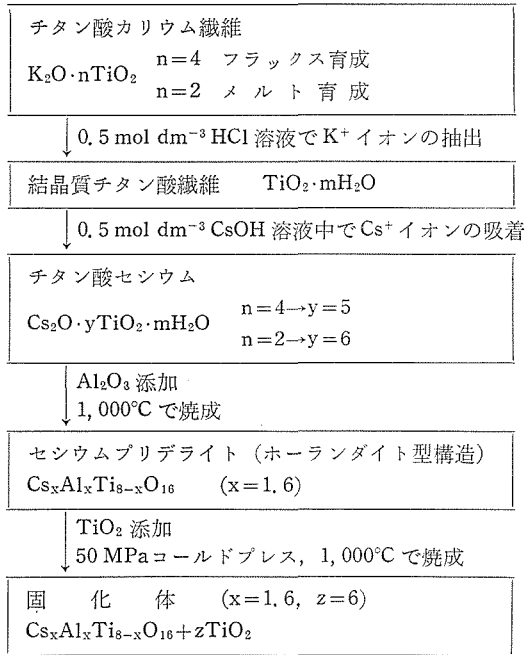 チタン酸カリウム繊維
K₂O·nTiO₂ n=4 フラックス育成
n=2 メルト育成
0.5 mol dm⁻³ HCl 溶液で K⁺ イオンの抽出
結晶質チタン酸繊維 TiO₂·mH₂O
0.5 mol dm⁻³ CsOH 溶液中で Cs⁺ イオンの吸着
チタン酸セシウム
Cs₂O·yTiO₂·mH₂O n=4→y=5
n=2→y=6
Al₂O₃ 添加
1,000℃ で焼成
セシウムプリデライト (ホーランダイト型構造)
CsₓAlₓTi₈₋ₓO₁₆ (x=1.6)
TiO₂ 添加
50 MPa コールドプレス, 1,000℃ で焼成
固化体 (x=1.6, z=6)
CsₓAlₓTi₈₋ₓO₁₆+zTiO₂